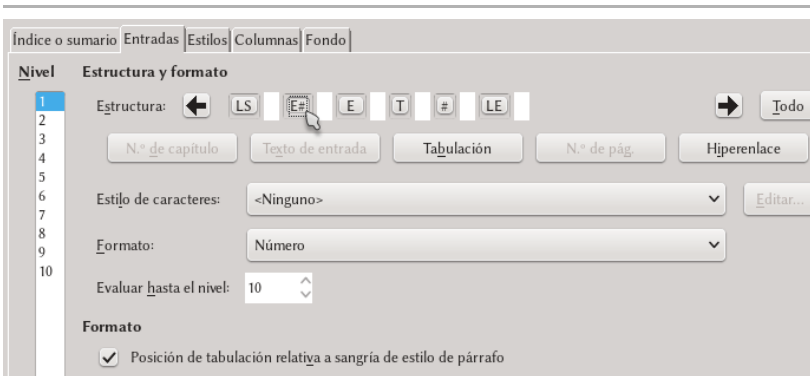 Índice o sumario Entradas Estilos Columnas Fondo
Nivel Estructura y formato
1 Estructura: LS E# E T # LE Todo
2
3 N.º de capítulo Texto de entrada Tabulación N.º de pág. Hiperenlace
4
5
6 Estilo de caracteres: <Ninguno> Editar...
7
8
9 Formato: Número
10
Evaluar hasta el nivel: 10
Formato
Posición de tabulación relativa a sangría de estilo de párrafo